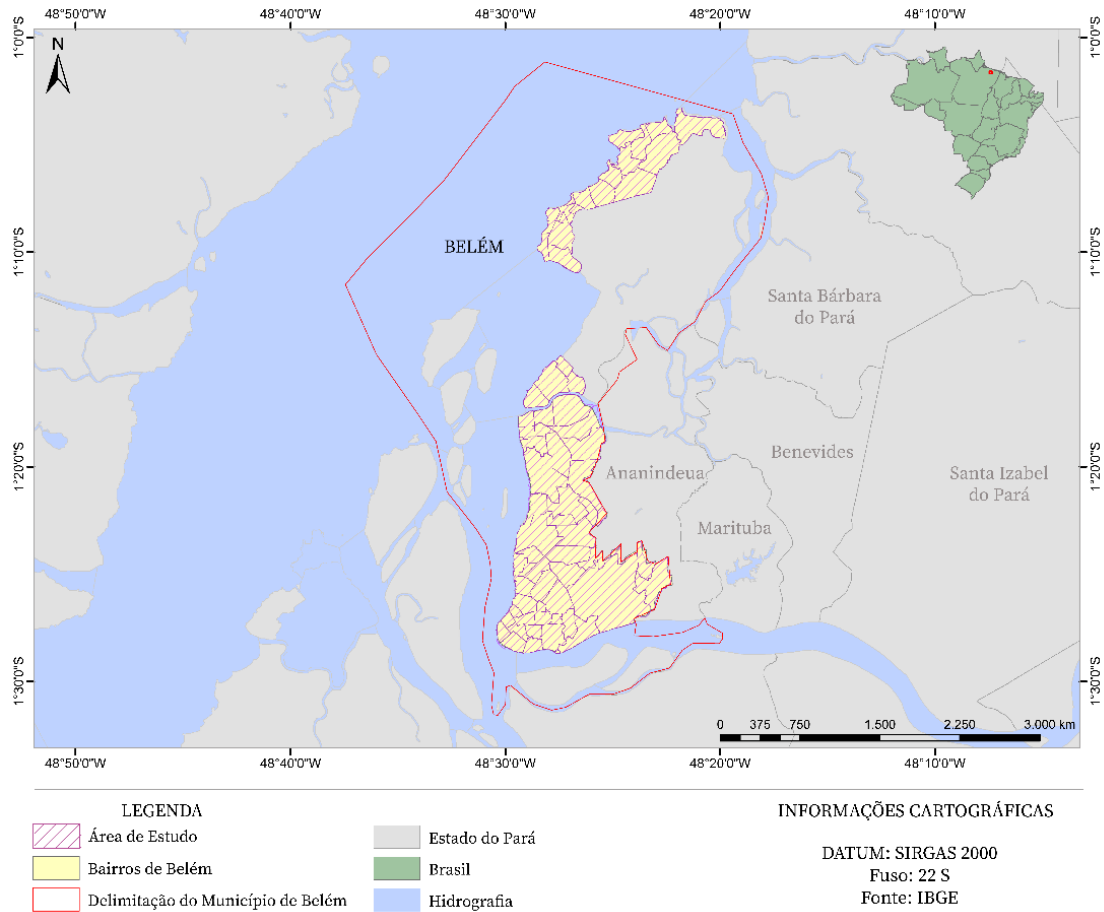 48°50'0"W
48°40'0"W
48°30'0"W
48°20'0"W
48°10'0"W
1°0'0"S
1°0'0"S
N
BELÉM
1°10'0"S
1°10'0"S
Santa Bárbara
do Pará
1°20'0"S
1°20'0"S
Ananindeua
Benevides
Santa Izabel
do Pará
Marituba
1°30'0"S
1°30'0"S
0 375 750 1.500 2.250 3.000 km
48°50'0"W
48°40'0"W
48°30'0"W
48°20'0"W
48°10'0"W
LEGENDA
Área de Estudo
Bairros de Belém
Delimitação do Município de Belém
Estado do Pará
Brasil
Hidrografia
INFORMAÇÕES CARTOGRÁFICAS
DATUM: SIRGAS 2000
Fuso: 22 S
Fonte: IBGE